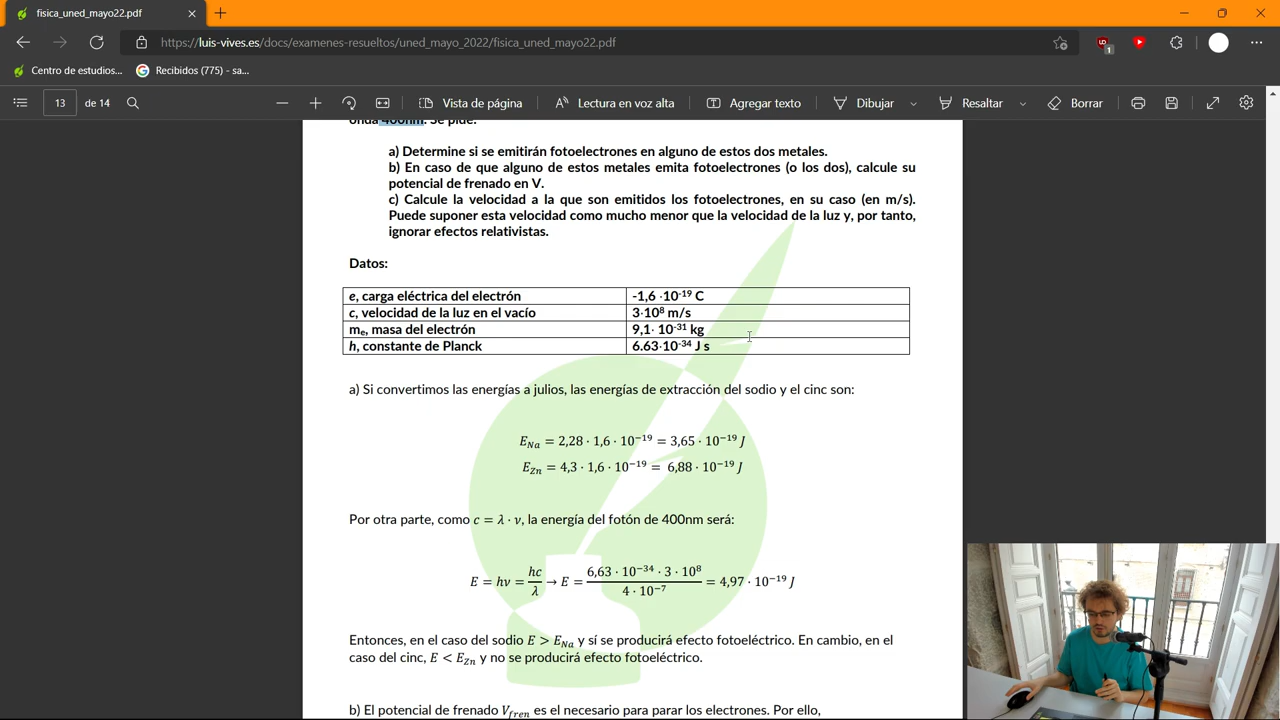 fisica_uned_mayo22.pdf
https://luis-vives.es/docs/examenes-resueltos/uned_mayo_2022/fisica_uned_mayo22.pdf
1
Centro de estudios...
Recibidos (775) - sa...
13 de 14
Vista de página
Lectura en voz alta
Agregar texto
Dibujar
Resaltar
Borrar
onda 400nm. Se pide:
a) Determine si se emitirán fotoelectrones en alguno de estos dos metales.
b) En caso de que alguno de estos metales emita fotoelectrones (o los dos), calcule su
potencial de frenado en V.
c) Calcule la velocidad a la que son emitidos los fotoelectrones, en su caso (en m/s).
Puede suponer esta velocidad como mucho menor que la velocidad de la luz y, por tanto,
ignorar efectos relativistas.
Datos:
e, carga eléctrica del electrón -1,6 ·10⁻¹⁹ C
c, velocidad de la luz en el vacío 3·10⁸ m/s
mₑ, masa del electrón 9,1· 10⁻³¹ kg
h, constante de Planck 6.63·10⁻³⁴ J s
a) Si convertimos las energías a julios, las energías de extracción del sodio y el cinc son:
E_Na = 2,28 · 1,6 · 10⁻¹⁹ = 3,65 · 10⁻¹⁹ J
E_Zn = 4,3 · 1,6 · 10⁻¹⁹ = 6,88 · 10⁻¹⁹ J
Por otra parte, como c = λ · ν, la energía del fotón de 400nm será:
E = hν = hc/λ → E = 6,63 · 10⁻³⁴ · 3 · 10⁸ / 4 · 10⁻⁷ = 4,97 · 10⁻¹⁹ J
Entonces, en el caso del sodio E > E_Na y sí se producirá efecto fotoeléctrico. En cambio, en el
caso del cinc, E < E_Zn y no se producirá efecto fotoeléctrico.
b) El potencial de frenado V_fren es el necesario para parar los electrones. Por ello,